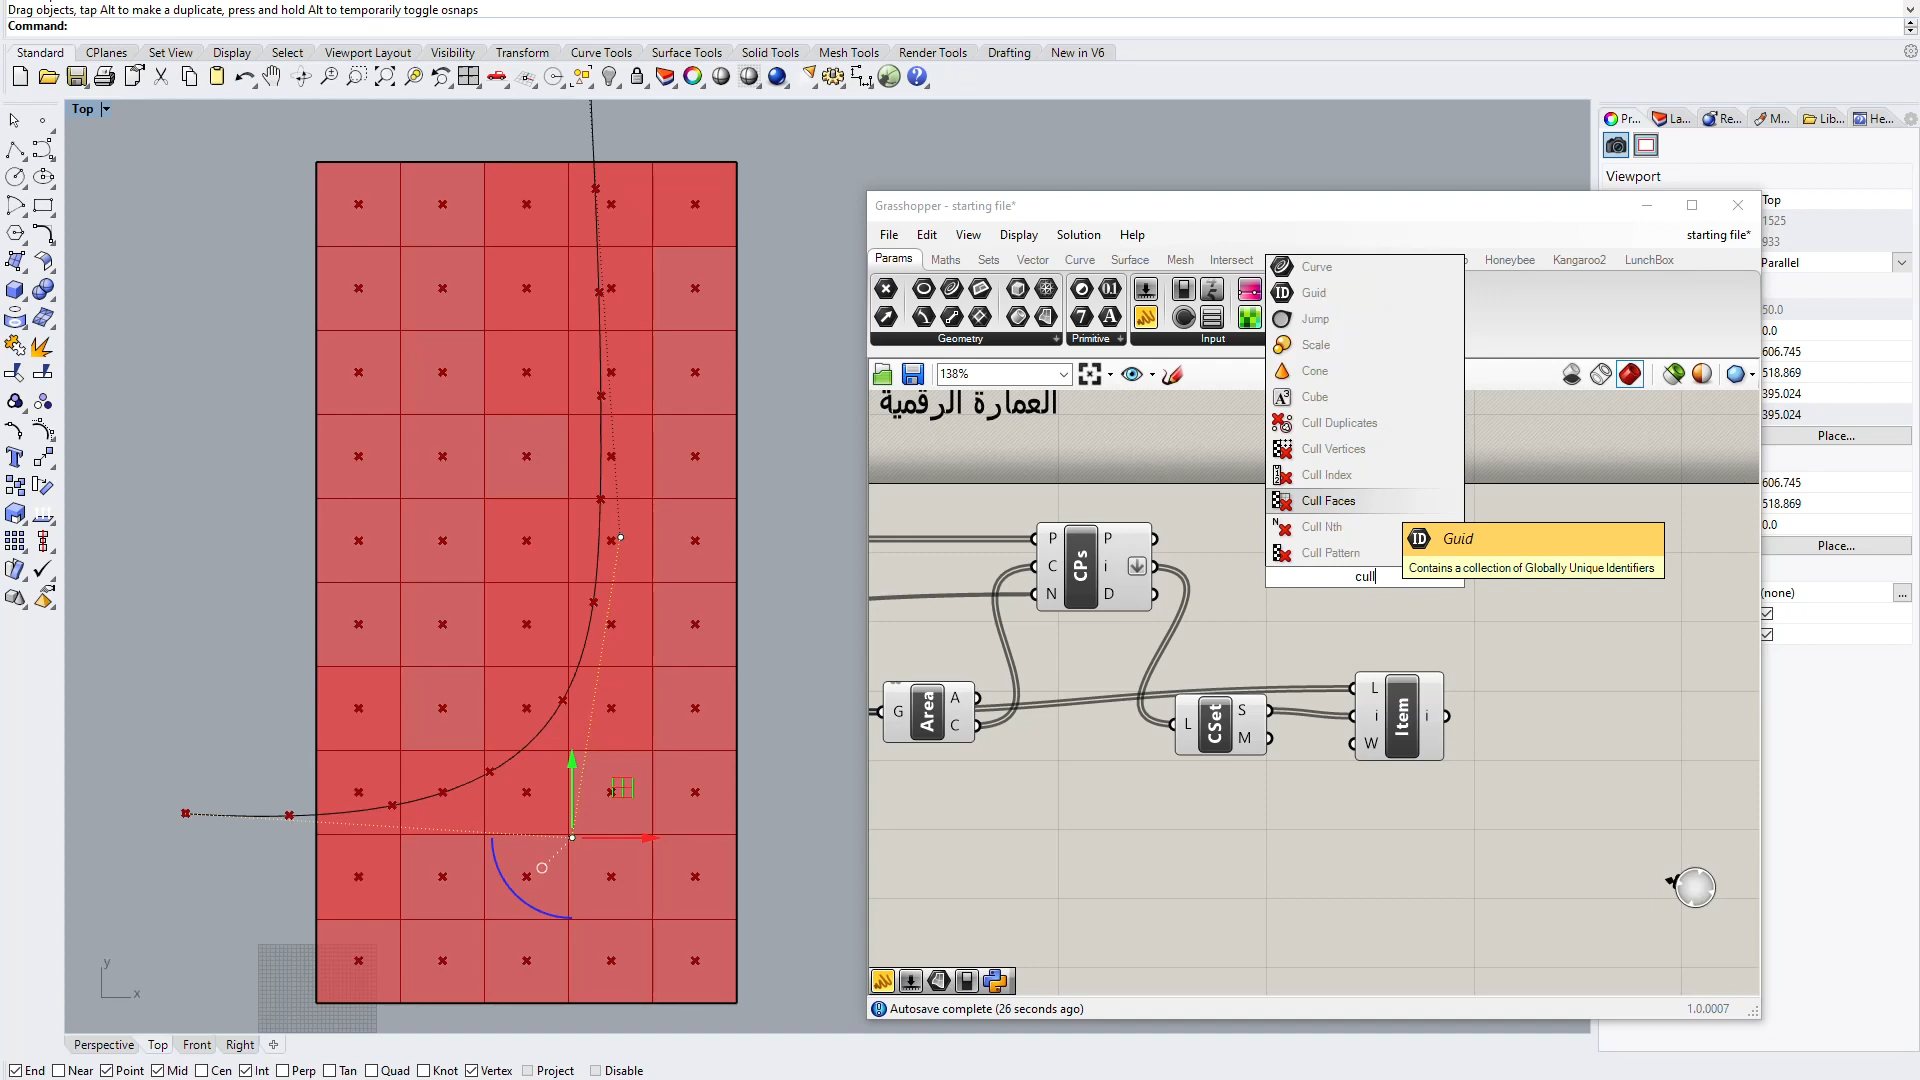 Drag objects, tap Alt to make a duplicate, press and hold Alt to temporarily toggle osnaps
Command:
Standard CPlanes Set View Display Select Viewport Layout Visibility Transform Curve Tools Surface Tools Solid Tools Mesh Tools Render Tools Drafting New in V6
Top
Pr... La... Re... M... Lib... He...
Viewport
Top
1525
933
Parallel
50.0
0.0
606.745
518.869
395.024
395.024
Place...
606.745
518.869
0.0
Place...
(none) ...
Grasshopper - starting file*
File Edit View Display Solution Help starting file*
Params Maths Sets Vector Curve Surface Mesh Intersect Honeybee Kangaroo2 LunchBox
Geometry Primitive Input
138%
العمارة الرقمية
Curve
Guid
Jump
Scale
Cone
Cube
Cull Duplicates
Cull Vertices
Cull Index
Cull Faces
Cull Nth
Cull Pattern
cull
Guid
Contains a collection of Globally Unique Identifiers
P CPs P
C i
N D
G Area A
C
L CSet S
M
L Item
i i
W
Autosave complete (26 seconds ago) 1.0.0007
y
x
Perspective Top Front Right
End Near Point Mid Cen Int Perp Tan Quad Knot Vertex Project Disable